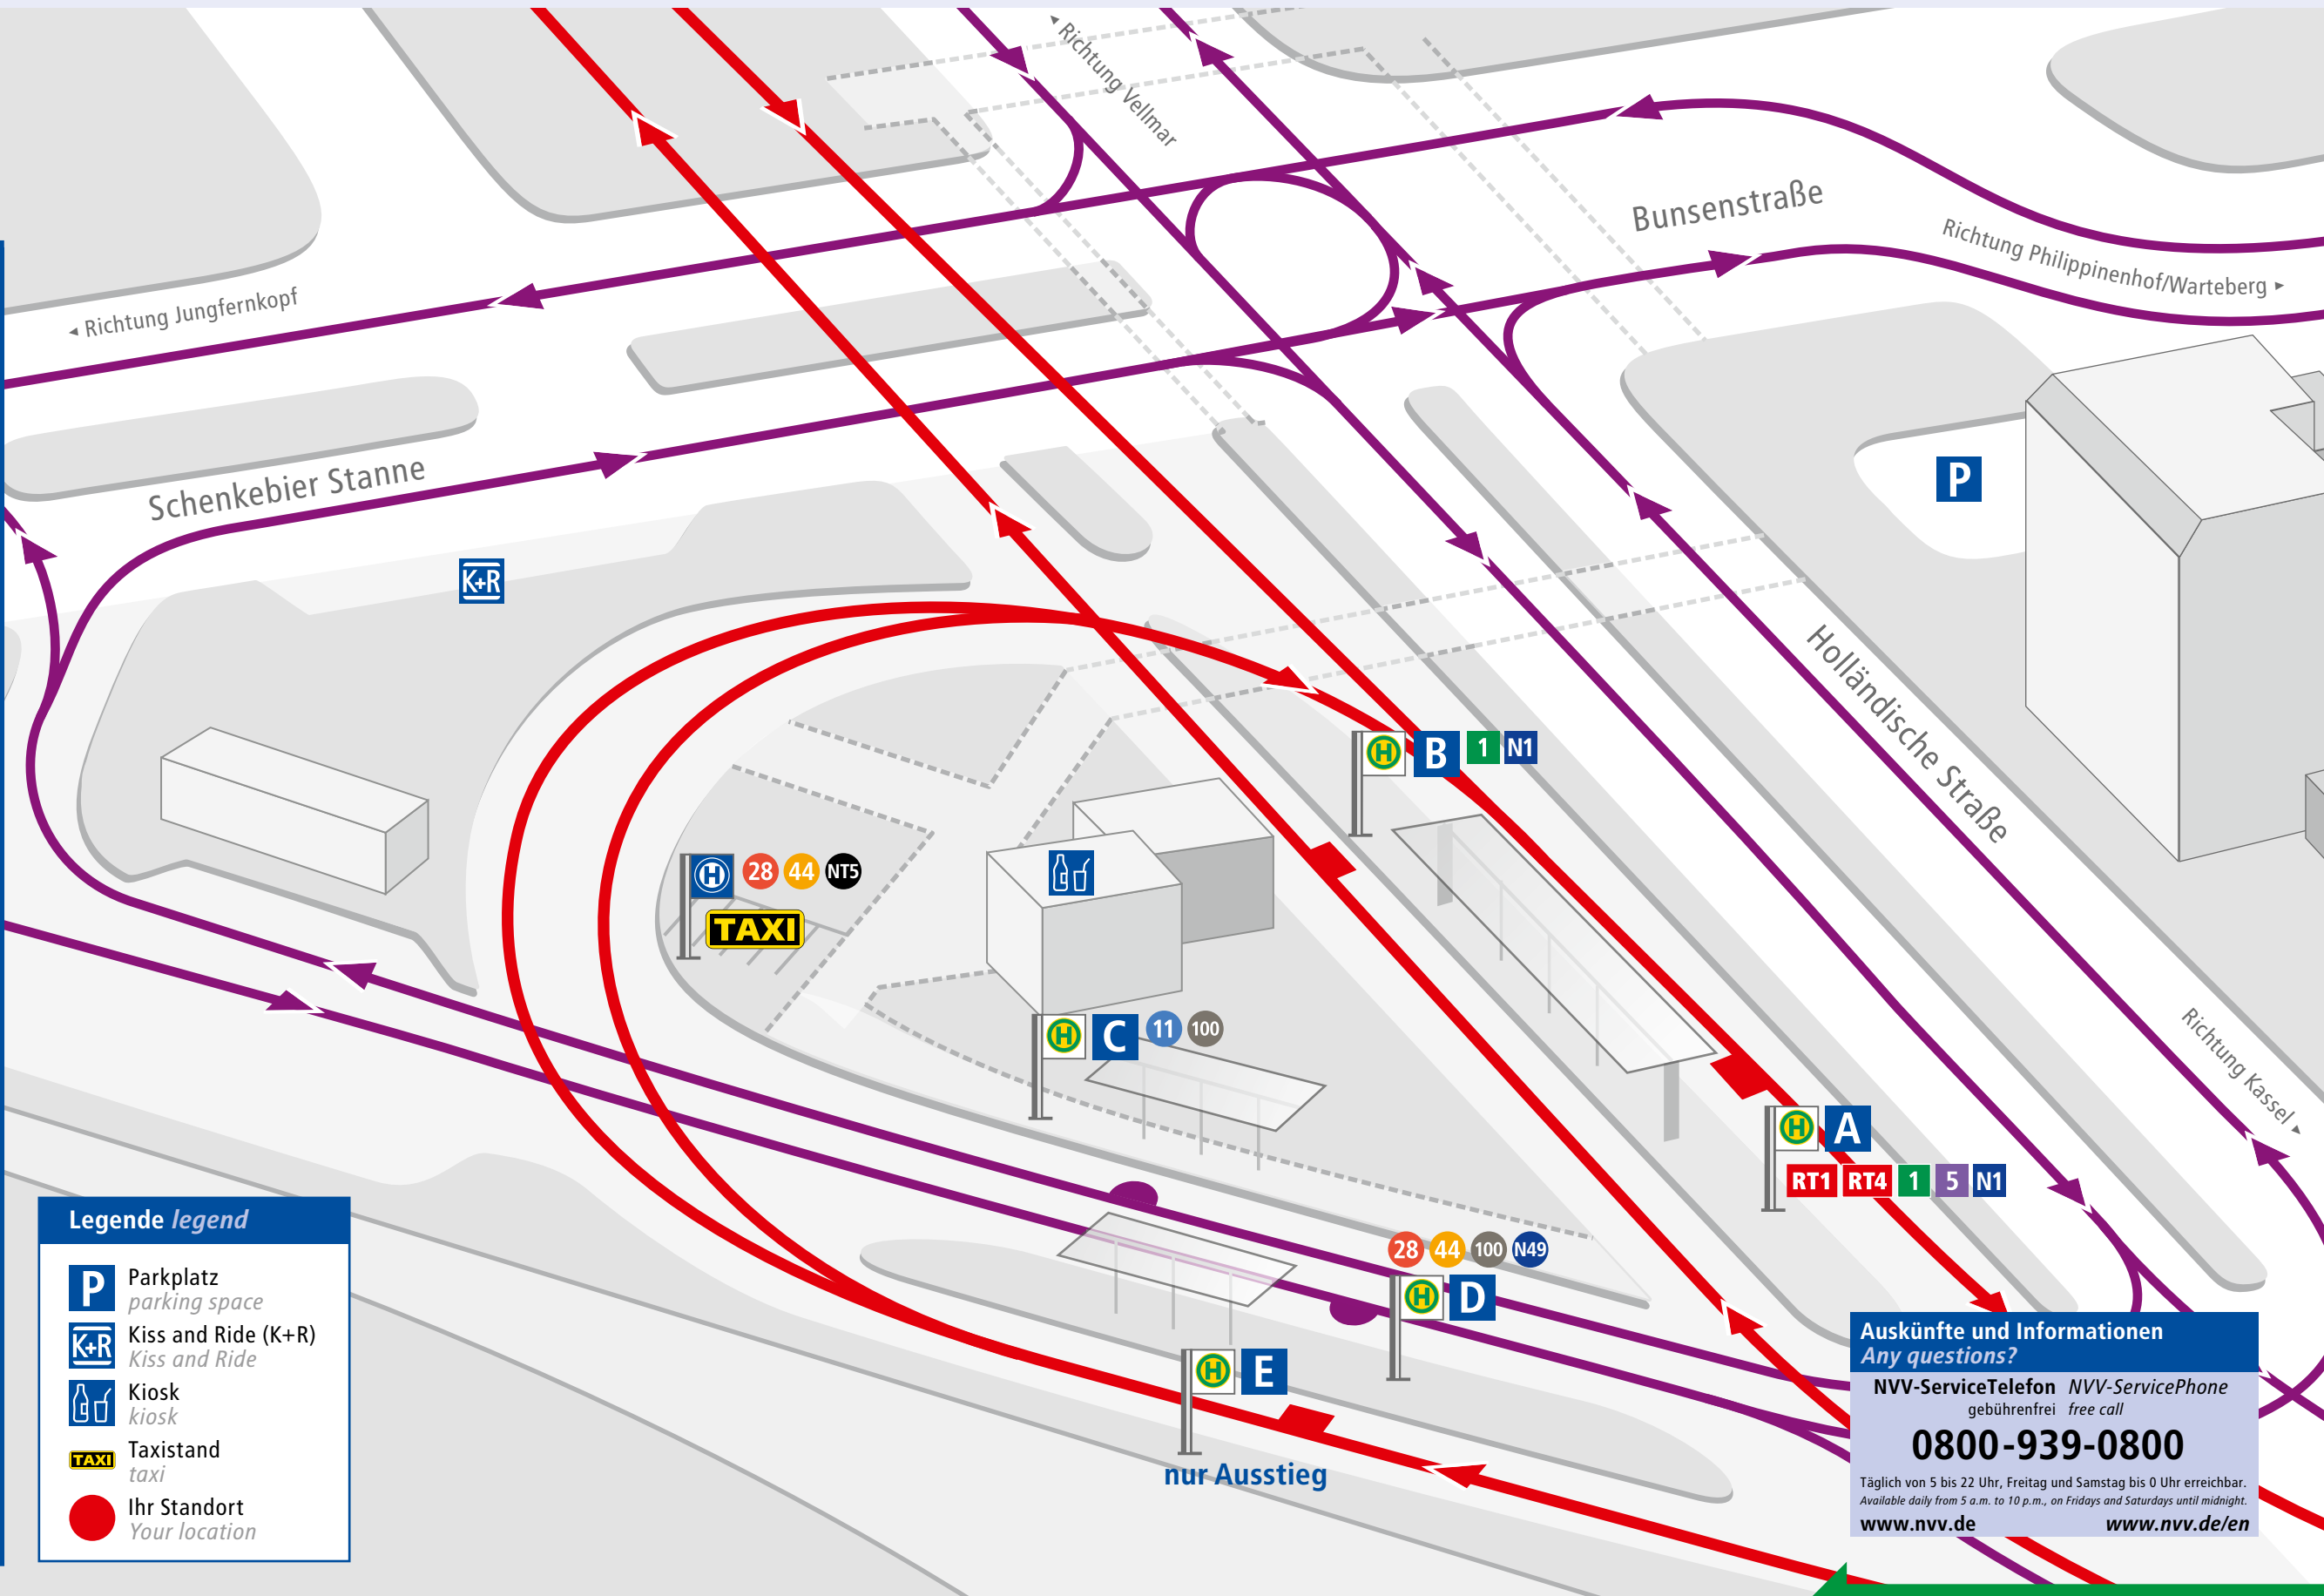 Richtung Vellmar
Bunsenstraße
Richtung Philippinenhof/Warteberg
Richtung Jungfernkopf
Schenkebier Stanne
P
K+R
Holländische Straße
H B 1 N1
H 28 44 NT5
TAXI
H C 11 100
Richtung Kassel
H A
RT1 RT4 1 5 N1
28 44 100 N49
H D
H E
nur Ausstieg
Legende legend
P Parkplatz
parking space
K+R Kiss and Ride (K+R)
Kiss and Ride
Kiosk
kiosk
TAXI Taxistand
taxi
Ihr Standort
Your location
Auskünfte und Informationen
Any questions?
NVV-ServiceTelefon NVV-ServicePhone
gebührenfrei free call
0800-939-0800
Täglich von 5 bis 22 Uhr, Freitag und Samstag bis 0 Uhr erreichbar.
Available daily from 5 a.m. to 10 p.m., on Fridays and Saturdays until midnight.
www.nvv.de www.nvv.de/en